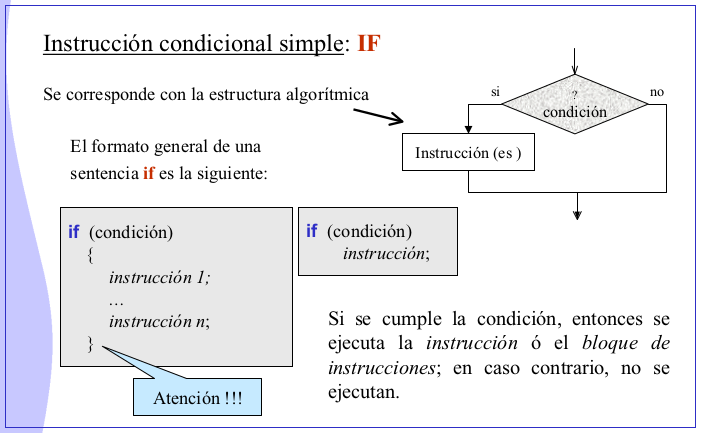 Instrucción condicional simple: IF
Se corresponde con la estructura algorítmica
si
?
condición
no
Instrucción (es )
El formato general de una
sentencia if es la siguiente:
if (condición)
{
instrucción 1;
...
instrucción n;
}
if (condición)
instrucción;
Atención !!!
Si se cumple la condición, entonces se
ejecuta la instrucción ó el bloque de
instrucciones; en caso contrario, no se
ejecutan.